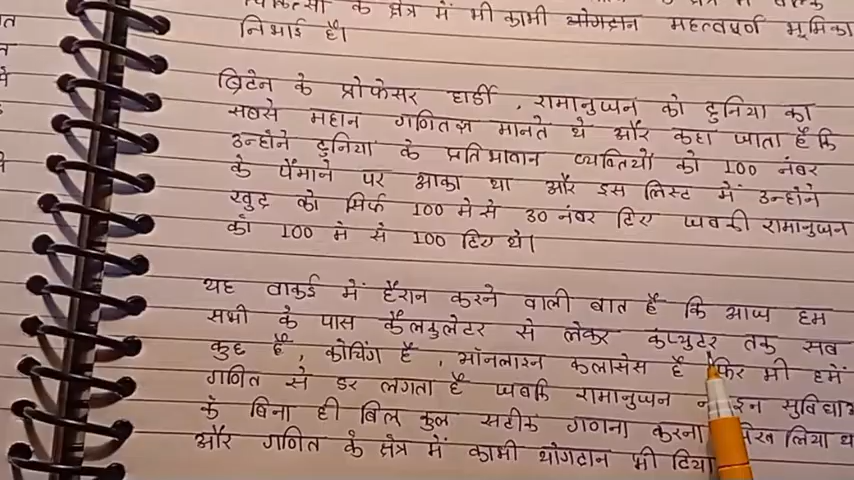 के क्षेत्र में भी काफी योगदान महत्वपूर्ण भूमिका
निभाई है।
ब्रिटेन के प्रोफेसर हार्डी , रामानुजन को दुनिया का
सबसे महान गणितज्ञ मानते थे और कहा जाता है कि
उन्होने दुनिया के प्रतिभावान व्यक्तियों को 100 नंबर
के पैमाने पर आका था और इस लिस्ट में उन्होने
खुद को सिर्फ 100 मे से 30 नंबर दिए जबकी रामानुजन
को 100 मे से 100 दिए थे।
यह वाकई में हैरान करने वाली बात है कि आज हम
सभी के पास कैलकुलेटर से लेकर कंप्युटर तक सब
कुछ है , कोचिंग है , ऑनलाइन कलासेस है फिर भी हमें
गणित से डर लगता है जबकि रामानुजन इन सुबिधाओ
के बिना ही बिल कुल सटीक गणना करना सिख लिया था
और गणित के क्षेत्र में काफी योगदान भी दिया